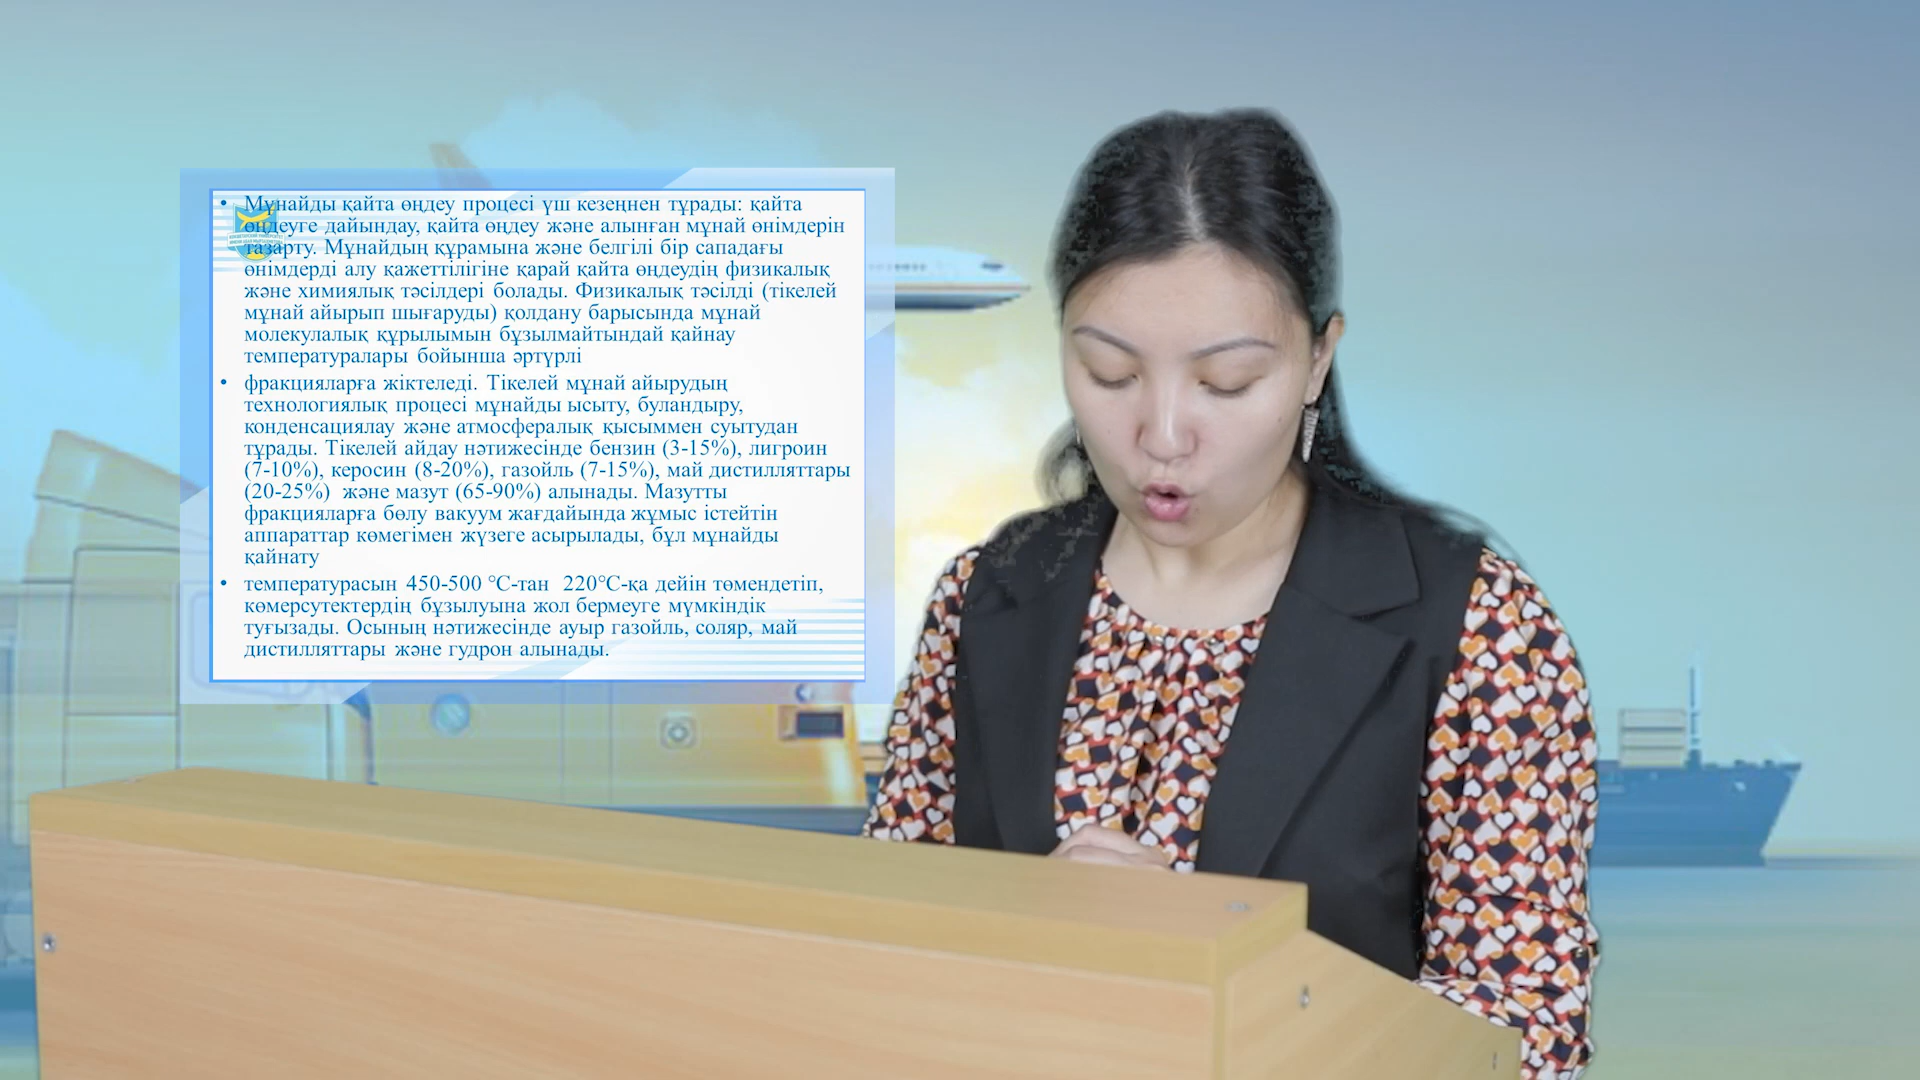 • Мұнайды қайта өңдеу процесі үш кезеңнен тұрады: қайта
өңдеуге дайындау, қайта өңдеу және алынған мұнай өнімдерін
тазарту. Мұнайдың құрамына және белгілі бір сападағы
өнімдерді алу қажеттілігіне қарай қайта өңдеудің физикалық
және химиялық тәсілдері болады. Физикалық тәсілді (тікелей
мұнай айырып шығаруды) қолдану барысында мұнай
молекулалық құрылымын бұзылмайтындай қайнау
температуралары бойынша әртүрлі
• фракцияларға жіктеледі. Тікелей мұнай айырудың
технологиялық процесі мұнайды ысыту, буландыру,
конденсациялау және атмосфералық қысыммен суытудан
тұрады. Тікелей айдау нәтижесінде бензин (3-15%), лигроин
(7-10%), керосин (8-20%), газойль (7-15%), май дистилляттары
(20-25%) және мазут (65-90%) алынады. Мазутты
фракцияларға бөлу вакуум жағдайында жұмыс істейтін
аппараттар көмегімен жүзеге асырылады, бұл мұнайды
қайнату
• температурасын 450-500 °С-тан 220°С-қа дейін төмендетіп,
көмерсутектердің бұзылуына жол бермеуге мүмкіндік
туғызады. Осының нәтижесінде ауыр газойль, соляр, май
дистилляттары және гудрон алынады.